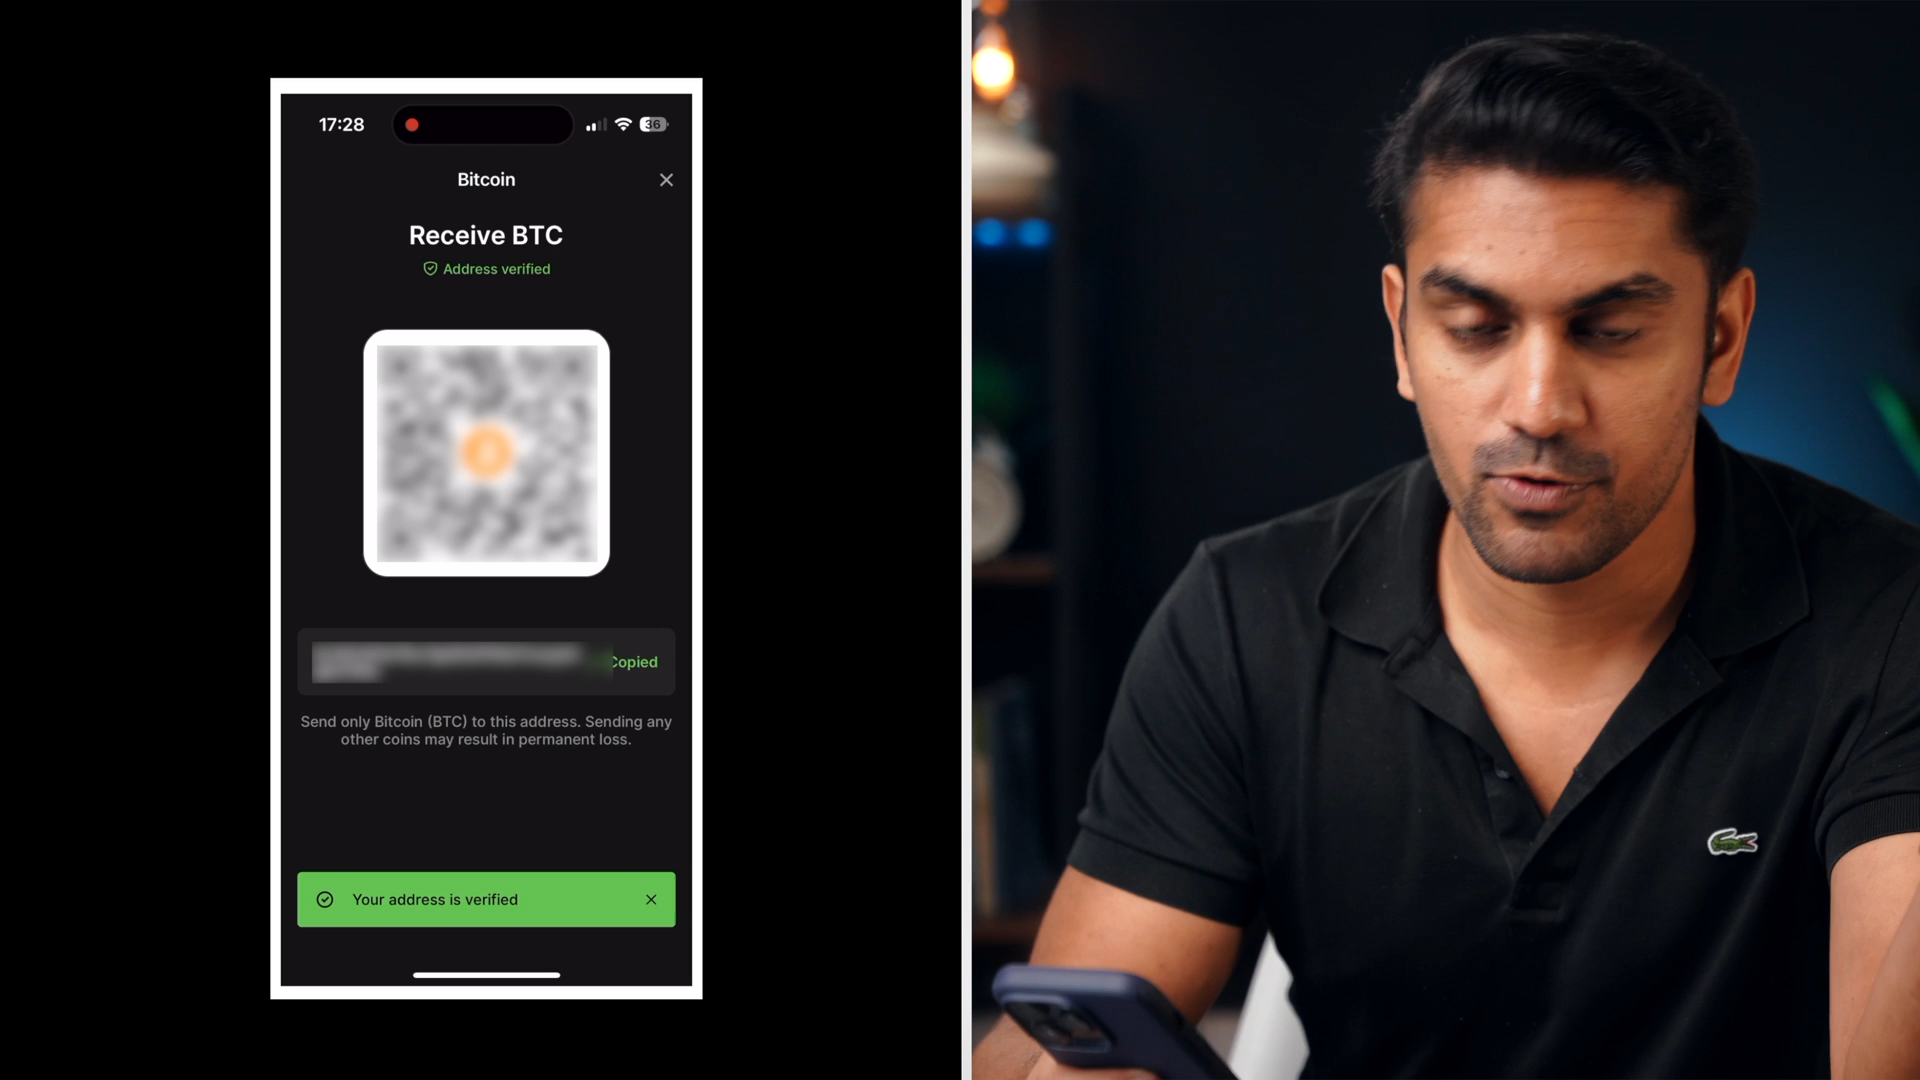 17:28
36
Bitcoin
Receive BTC
Address verified
Copied
Send only Bitcoin (BTC) to this address. Sending any
other coins may result in permanent loss.
Your address is verified